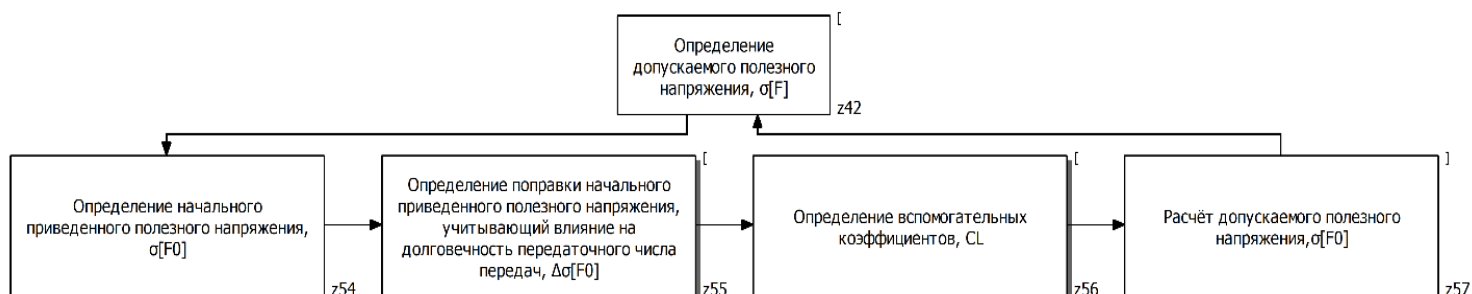 [
Определение
допускаемого полезного
напряжения, σ[F]
z42
Определение начального
приведенного полезного напряжения,
σ[F0]
z54
[
Определение поправки начального
приведенного полезного напряжения,
учитывающий влияние на
долговечность передаточного числа
передач, Δσ[F0]
z55
[
Определение вспомогательных
коэффициентов, CL
z56
]
Расчёт допускаемого полезного
напряжения,σ[F0]
z57